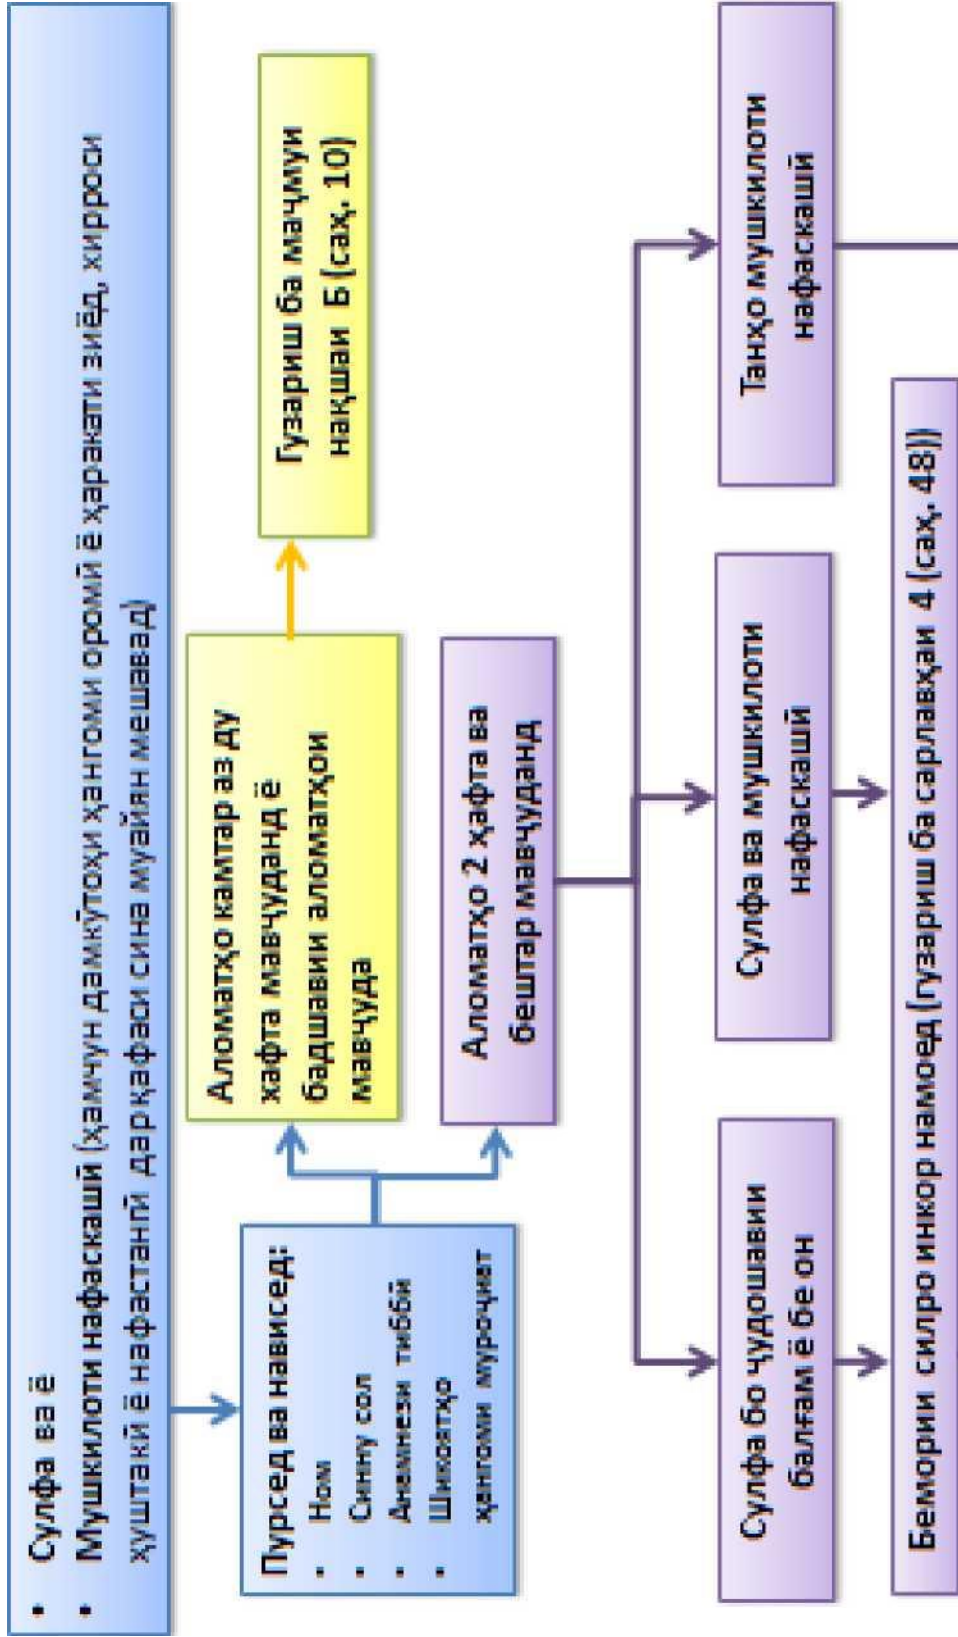 • Сулфа ва ё
• Мушкилоти нафаскашӣ (ҳамчун дамкӯтоҳи ҳангоми оромӣ ё ҳаракати зиёд, хирроси
ҳуштакӣ ё нафастангӣ дарқафаси сина муайян мешавад)
Пурсед ва нависед:
• Ном
• Синну сол
• Анамнези тиббӣ
• Шикоятҳо
ҳангоми муроҷиат
Аломатҳо камтар аз ду
ҳафта мавҷуданд ё
бадшавии аломатҳои
мавҷуда
Гузариш ба маҷмуи
нақшаи Б (саҳ. 10)
Аломатҳо 2 ҳафта ва
бештар мавҷуданд
Сулфа бо ҷудошавии
балғам ё бе он
Сулфа ва мушкилоти
нафаскашӣ
Танҳо мушкилоти
нафаскашӣ
Бемории силро инкор намоед (гузариш ба сарлавҳаи 4 (саҳ. 48))